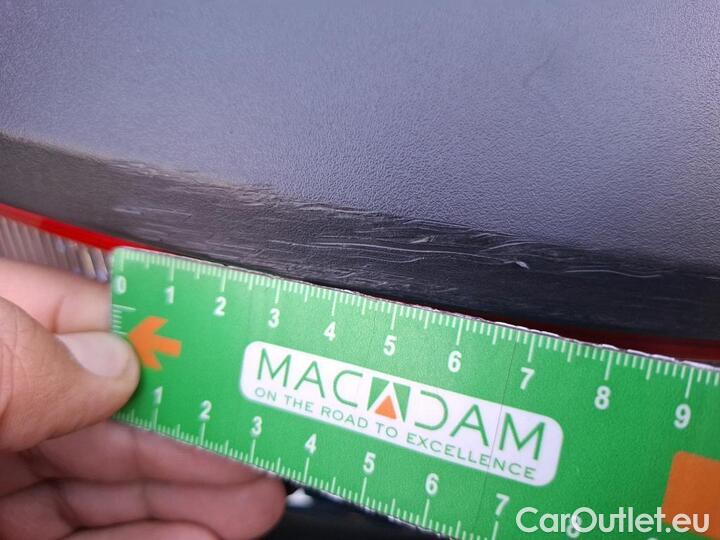 0 1 2 3 4 5 6 7 8 9
MACADAM
ON THE ROAD TO EXCELLENCE
1 2 3 4 5 6 7 8
CarOutlet.eu